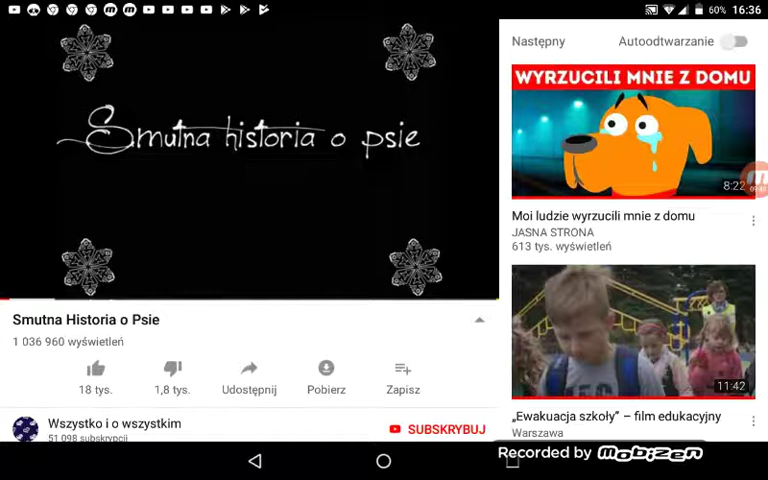 60% 16:36
Smutna historia o psie
Smutna Historia o Psie
1 036 960 wyświetleń
18 tys. 1,8 tys. Udostępnij Pobierz Zapisz
Wszystko i o wszystkim
51 098 subskrypcji
SUBSKRYBUJ
Następny Autoodtwarzanie
WYRZUCILI MNIE Z DOMU
8:22
Moi ludzie wyrzucili mnie z domu
JASNA STRONA
613 tys. wyświetleń
11:42
„Ewakuacja szkoły” – film edukacyjny
Warszawa
Recorded by mobizen